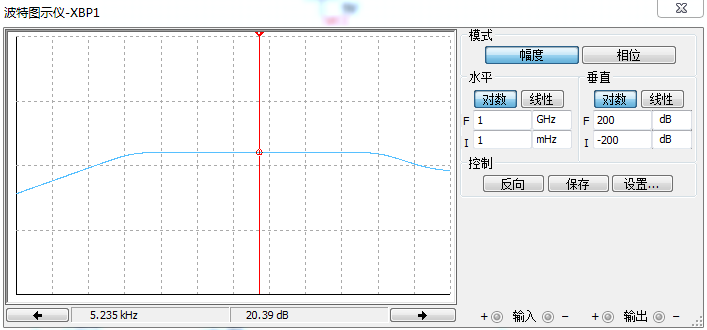 波特图示仪-XBP1
模式
幅度 相位
水平 垂直
对数 线性 对数 线性
F 1 GHz F 200 dB
I 1 mHz I -200 dB
控制
反向 保存 设置...
5.235 kHz 20.39 dB
+ 输入 - + 输出 -